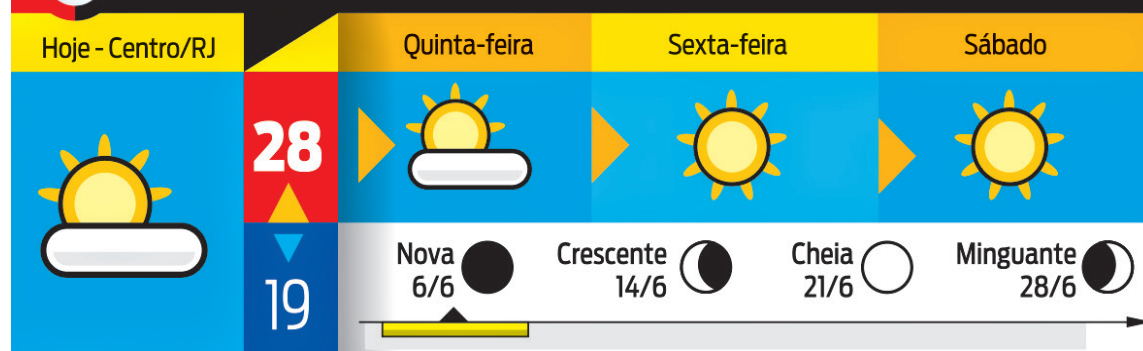 Hoje - Centro/RJ
28
19
Quinta-feira
Sexta-feira
Sábado
Nova
6/6
Crescente
14/6
Cheia
21/6
Minguante
28/6